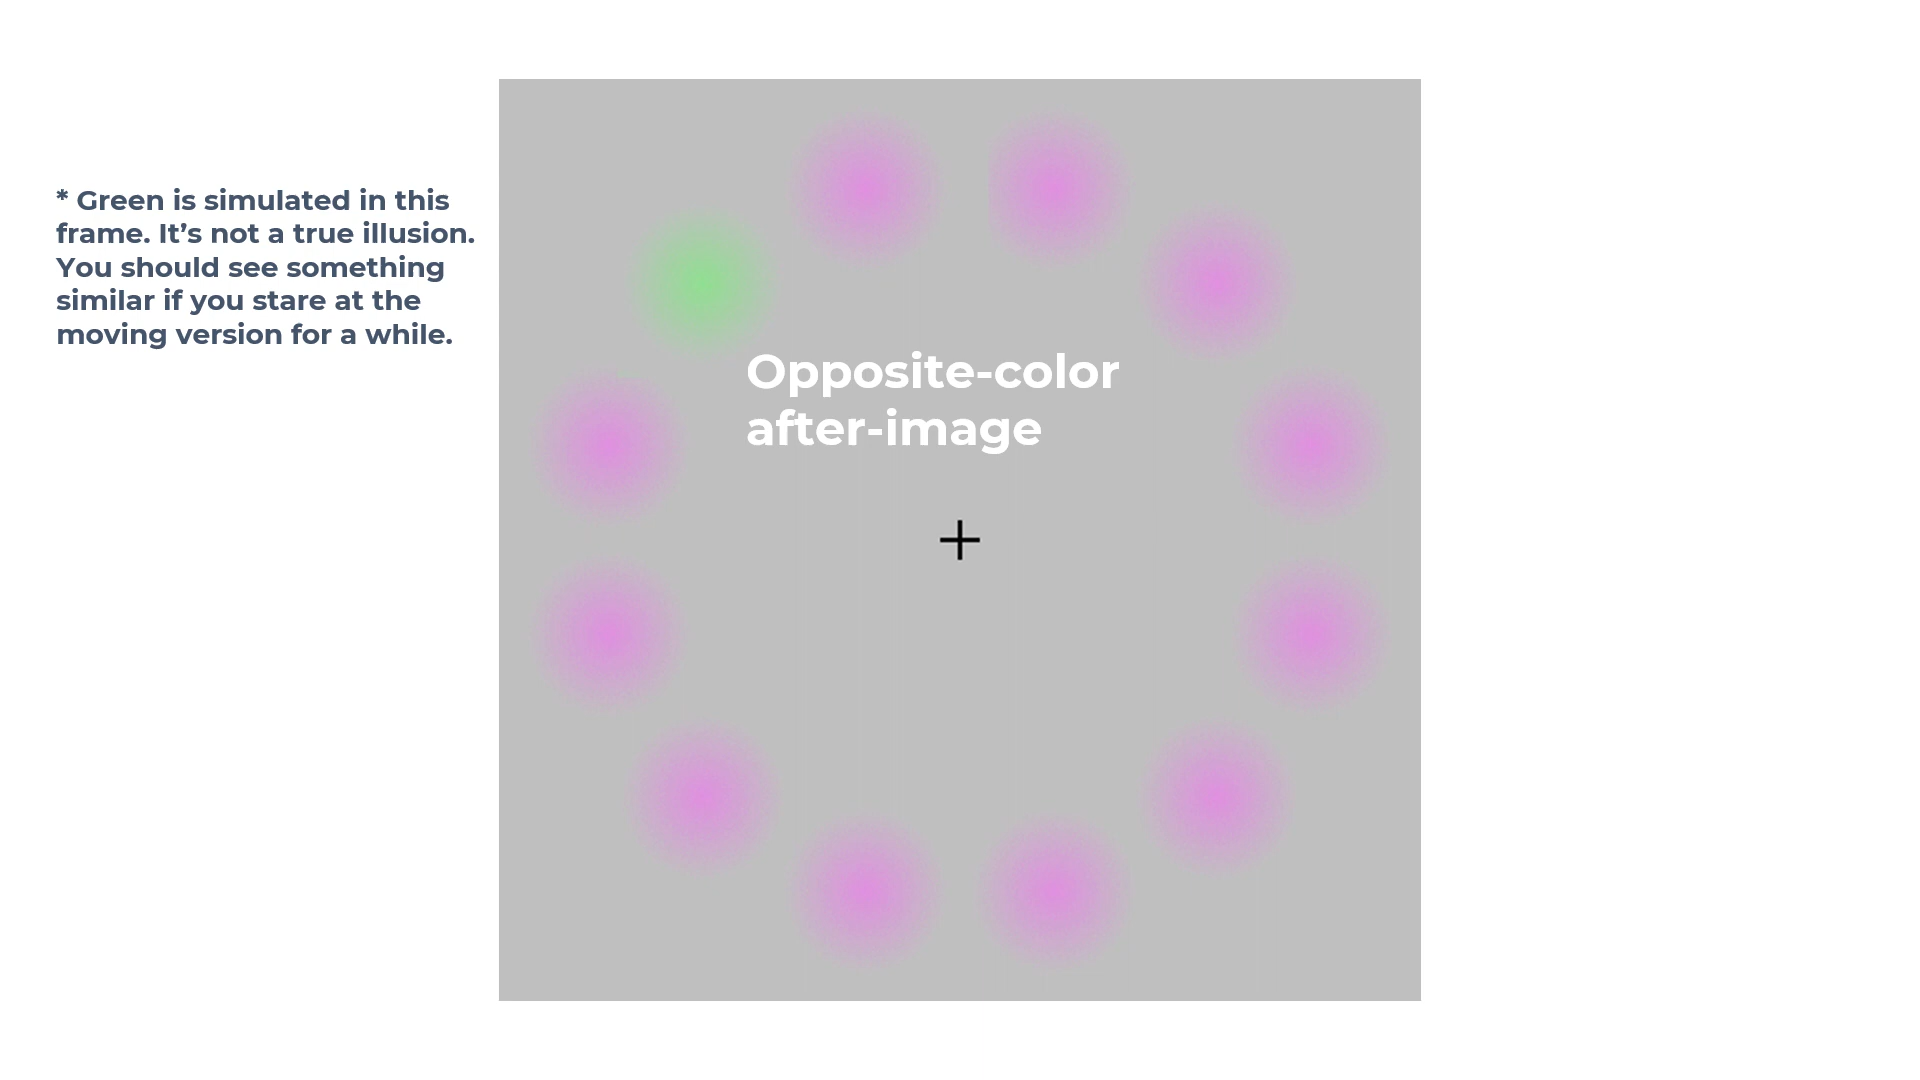 * Green is simulated in this
frame. It’s not a true illusion.
You should see something
similar if you stare at the
moving version for a while.
Opposite-color
after-image